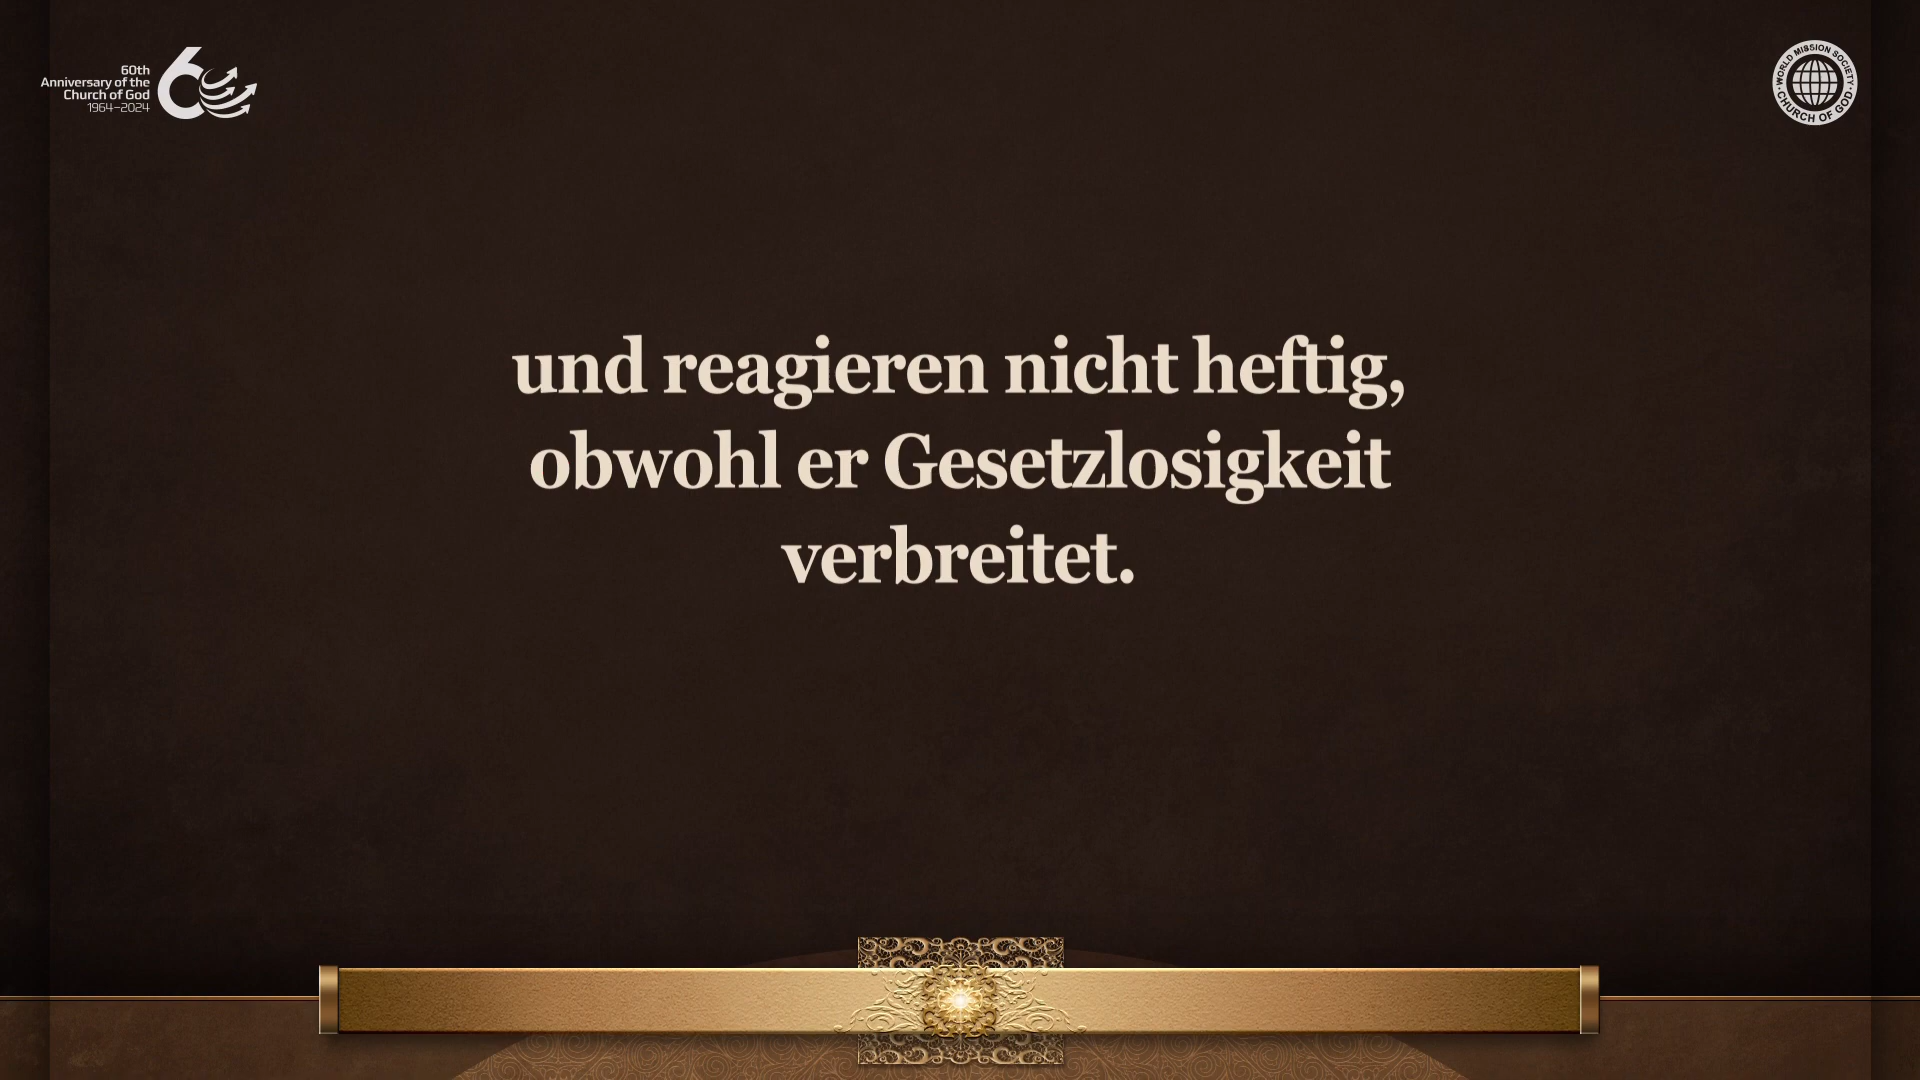 60th
Anniversary of the
Church of God
1964–2024
60
WORLD MISSION SOCIETY
CHURCH OF GOD
und reagieren nicht heftig,
obwohl er Gesetzlosigkeit
verbreitet.